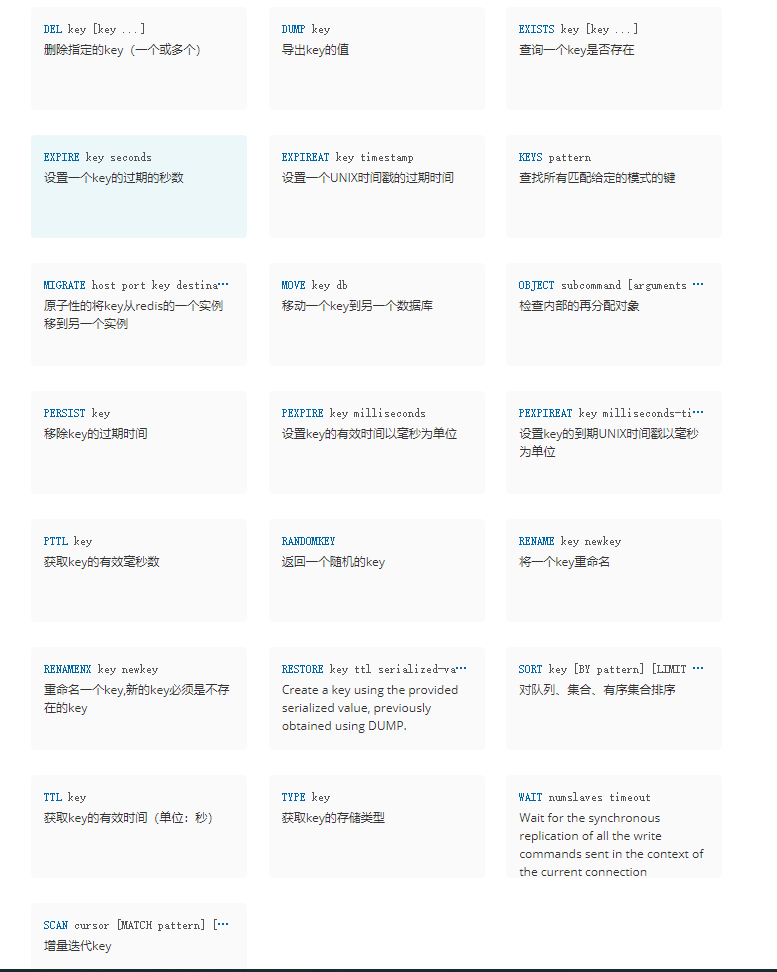 DEL key [key ...]
删除指定的key（一个或多个）
DUMP key
导出key的值
EXISTS key [key ...]
查询一个key是否存在
EXPIRE key seconds
设置一个key的过期的秒数
EXPIREAT key timestamp
设置一个UNIX时间戳的过期时间
KEYS pattern
查找所有匹配给定的模式的键
MIGRATE host port key destina...
原子性的将key从redis的一个实例
移到另一个实例
MOVE key db
移动一个key到另一个数据库
OBJECT subcommand [arguments ...
检查内部的再分配对象
PERSIST key
移除key的过期时间
PEXPIRE key milliseconds
设置key的有效时间以毫秒为单位
PEXPIREAT key milliseconds-ti...
设置key的到期UNIX时间戳以毫秒
为单位
PTTL key
获取key的有效毫秒数
RANDOMKEY
返回一个随机的key
RENAME key newkey
将一个key重命名
RENAMENX key newkey
重命名一个key,新的key必须是不存
在的key
RESTORE key ttl serialized-va...
Create a key using the provided
serialized value, previously
obtained using DUMP.
SORT key [BY pattern] [LIMIT ...
对队列、集合、有序集合排序
TTL key
获取key的有效时间（单位：秒）
TYPE key
获取key的存储类型
WAIT numslaves timeout
Wait for the synchronous
replication of all the write
commands sent in the context of
the current connection
SCAN cursor [MATCH pattern] [...
增量迭代key